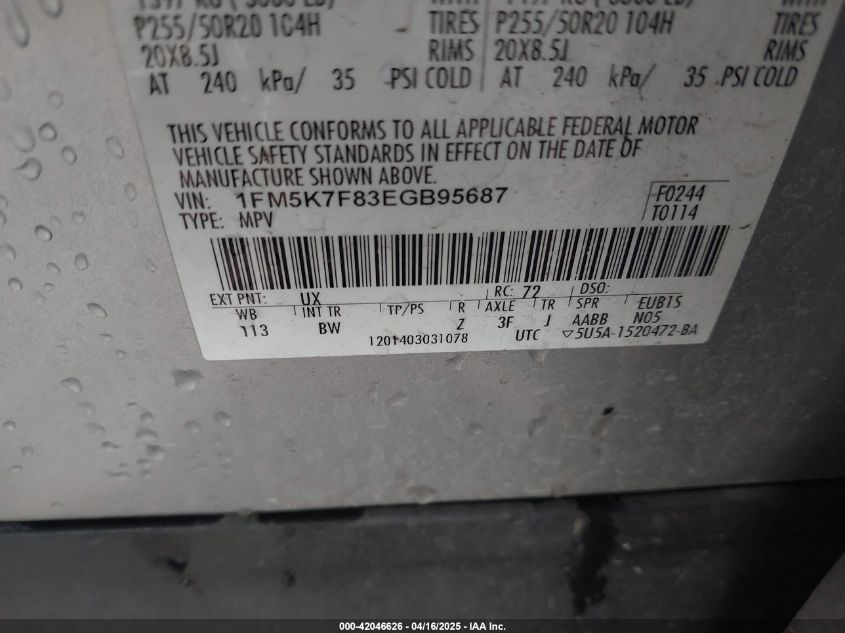 P255/50R20 104H TIRES P255/50R20 104H TIRES
20X8.5J RIMS 20X8.5J RIMS
AT 240 kPa/ 35 PSI COLD AT 240 kPa/ 35 PSI COLD
THIS VEHICLE CONFORMS TO ALL APPLICABLE FEDERAL MOTOR
VEHICLE SAFETY STANDARDS IN EFFECT ON THE DATE OF
MANUFACTURE SHOWN ABOVE.
VIN: 1FM5K7F83EGB95687 F0244
TYPE: MPV T0114
EXT PNT: UX RC: 72 DSO:
WB INT TR TP/PS R AXLE TR SPR EUB1S
113 BW Z 3F J AABB N05
1201403031078 UTC ▽5U5A-1520472-BA
000-42046626 - 04/16/2025 - IAA Inc.